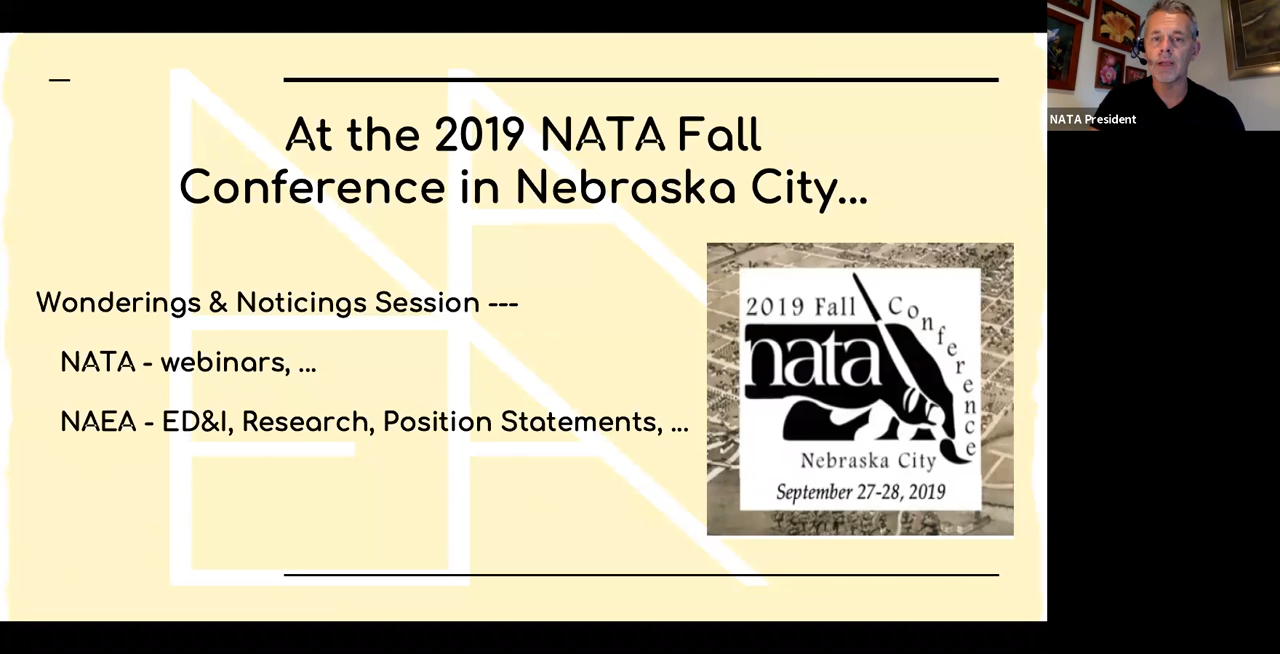 At the 2019 NATA Fall
Conference in Nebraska City...
Wonderings & Noticings Session ---
NATA - webinars, ...
NAEA - ED&I, Research, Position Statements, ...
2019 Fall Conference
nata
Nebraska City
September 27-28, 2019
NATA President